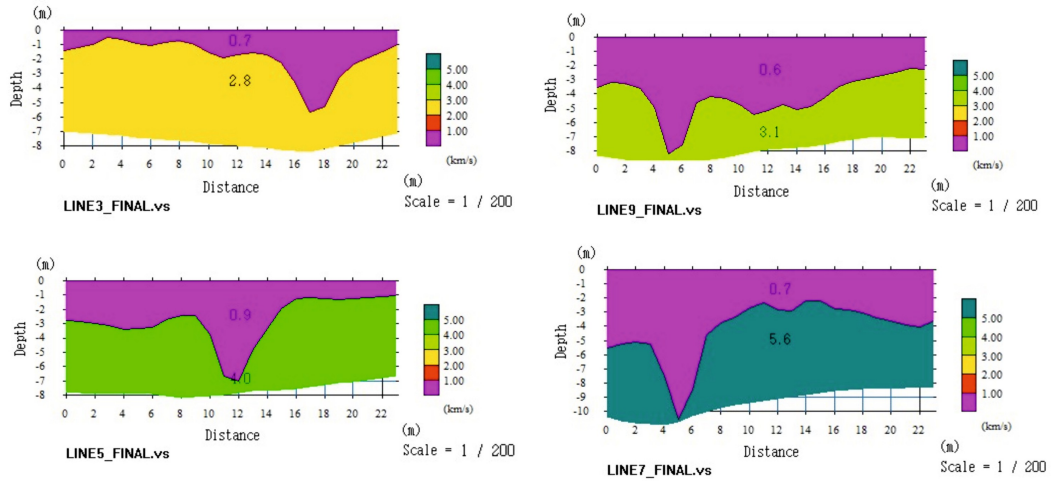 (m)
0
-1
-2
-3
-4
-5
-6
-7
-8
Depth
0.7
2.8
0 2 4 6 8 10 12 14 16 18 20 22
Distance
(m)
Scale = 1 / 200
5.00
4.00
3.00
2.00
1.00
(km/s)
LINE3_FINAL.vs
(m)
0
-1
-2
-3
-4
-5
-6
-7
-8
Depth
0.6
3.1
0 2 4 6 8 10 12 14 16 18 20 22
Distance
(m)
Scale = 1 / 200
5.00
4.00
3.00
2.00
1.00
(km/s)
LINE9_FINAL.vs
(m)
0
-1
-2
-3
-4
-5
-6
-7
-8
Depth
0.9
4.0
0 2 4 6 8 10 12 14 16 18 20 22
Distance
(m)
Scale = 1 / 200
5.00
4.00
3.00
2.00
1.00
(km/s)
LINE5_FINAL.vs
(m)
0
-1
-2
-3
-4
-5
-6
-7
-8
-9
-10
Depth
0.7
5.6
0 2 4 6 8 10 12 14 16 18 20 22
Distance
(m)
Scale = 1 / 200
5.00
4.00
3.00
2.00
1.00
(km/s)
LINE7_FINAL.vs